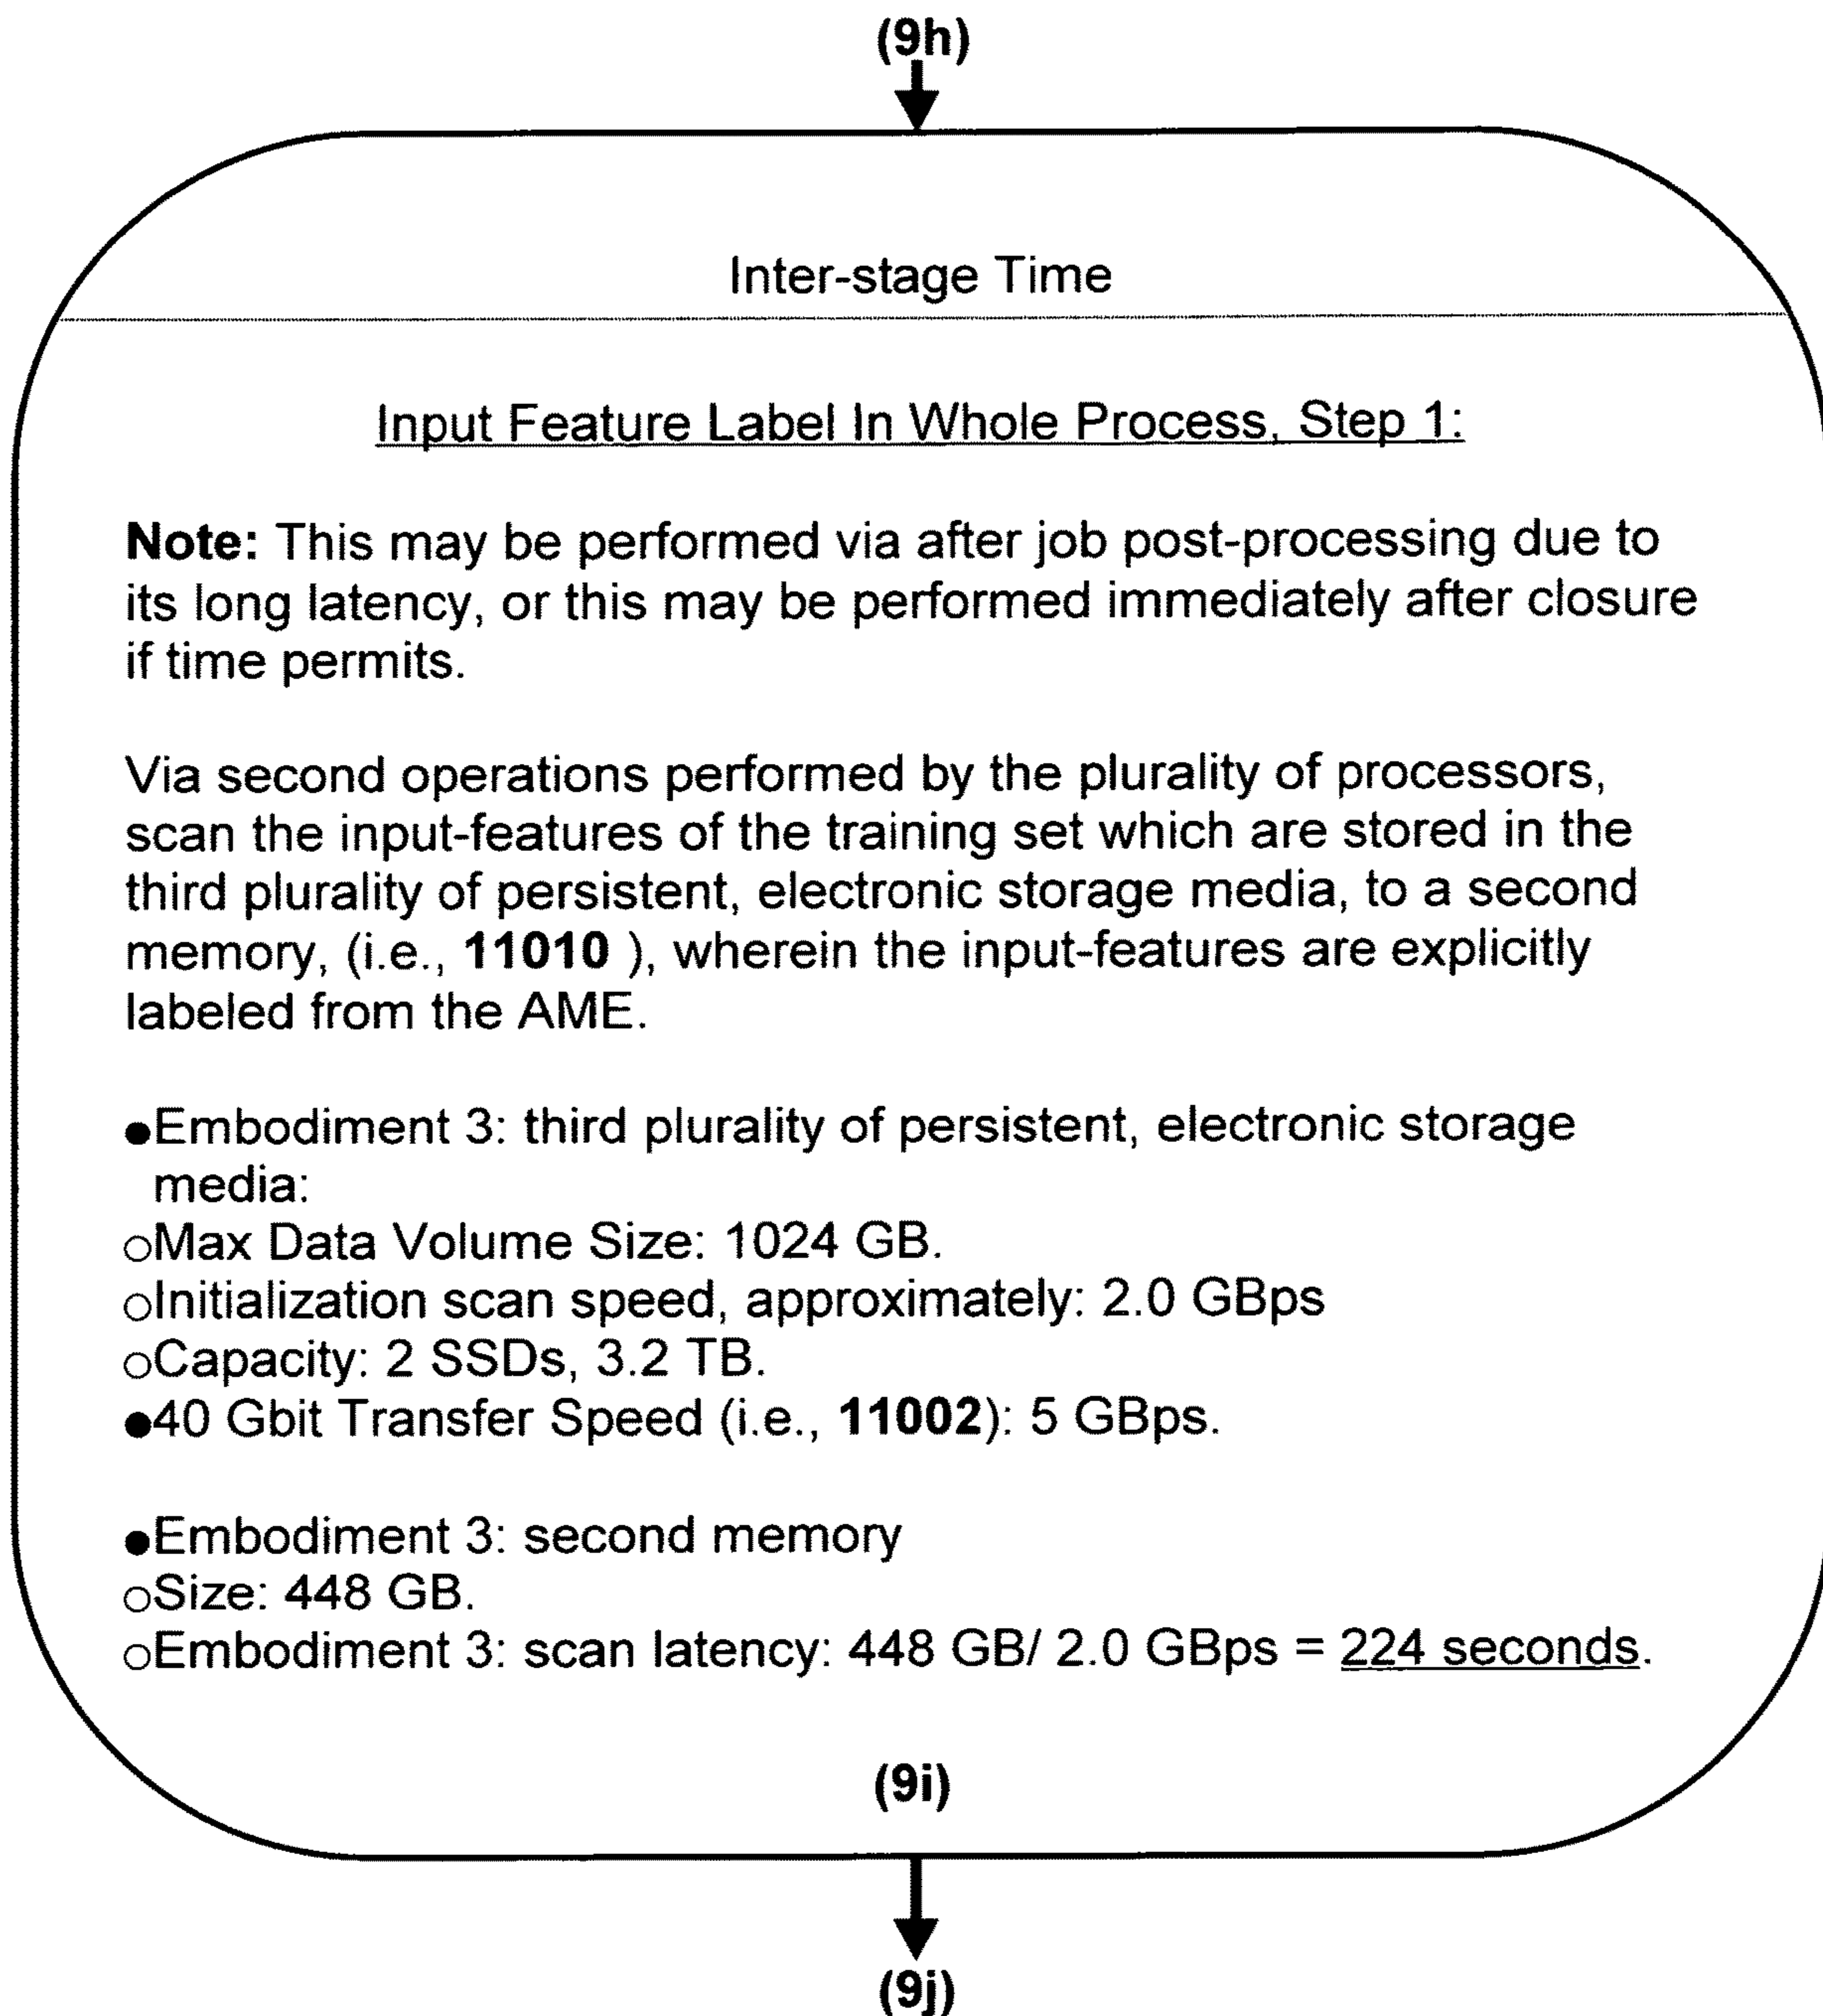 (9h)
Inter-stage Time
Input Feature Label In Whole Process, Step 1:
Note: This may be performed via after job post-processing due to
its long latency, or this may be performed immediately after closure
if time permits.
Via second operations performed by the plurality of processors,
scan the input-features of the training set which are stored in the
third plurality of persistent, electronic storage media, to a second
memory, (i.e., 11010 ), wherein the input-features are explicitly
labeled from the AME.
●Embodiment 3: third plurality of persistent, electronic storage
media:
○Max Data Volume Size: 1024 GB.
○Initialization scan speed, approximately: 2.0 GBps
○Capacity: 2 SSDs, 3.2 TB.
●40 Gbit Transfer Speed (i.e., 11002): 5 GBps.
●Embodiment 3: second memory
○Size: 448 GB.
○Embodiment 3: scan latency: 448 GB/ 2.0 GBps = 224 seconds.
(9i)
(9j)